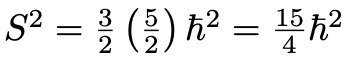 S² = 3/2 (5/2) ℏ² = 15/4 ℏ²